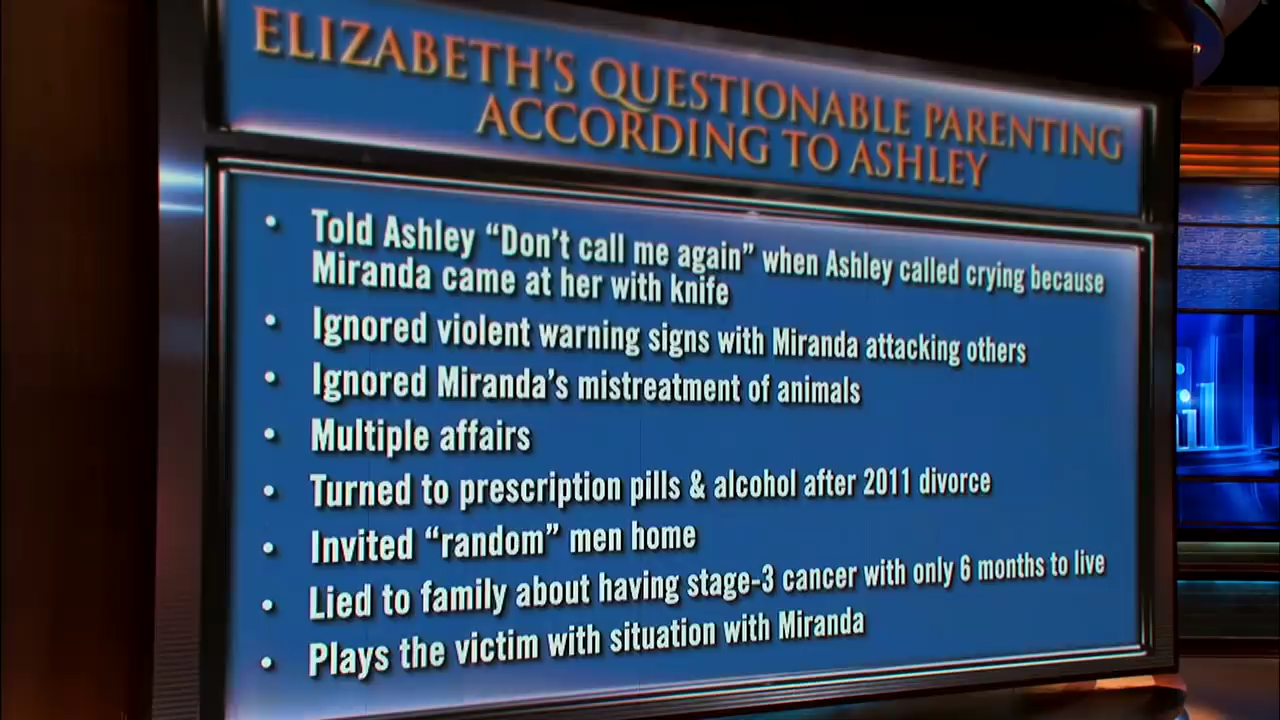 ELIZABETH'S QUESTIONABLE PARENTING
ACCORDING TO ASHLEY
• Told Ashley “Don't call me again” when Ashley called crying because
Miranda came at her with knife
• Ignored violent warning signs with Miranda attacking others
• Ignored Miranda's mistreatment of animals
• Multiple affairs
• Turned to prescription pills & alcohol after 2011 divorce
• Invited “random” men home
• Lied to family about having stage-3 cancer with only 6 months to live
• Plays the victim with situation with Miranda